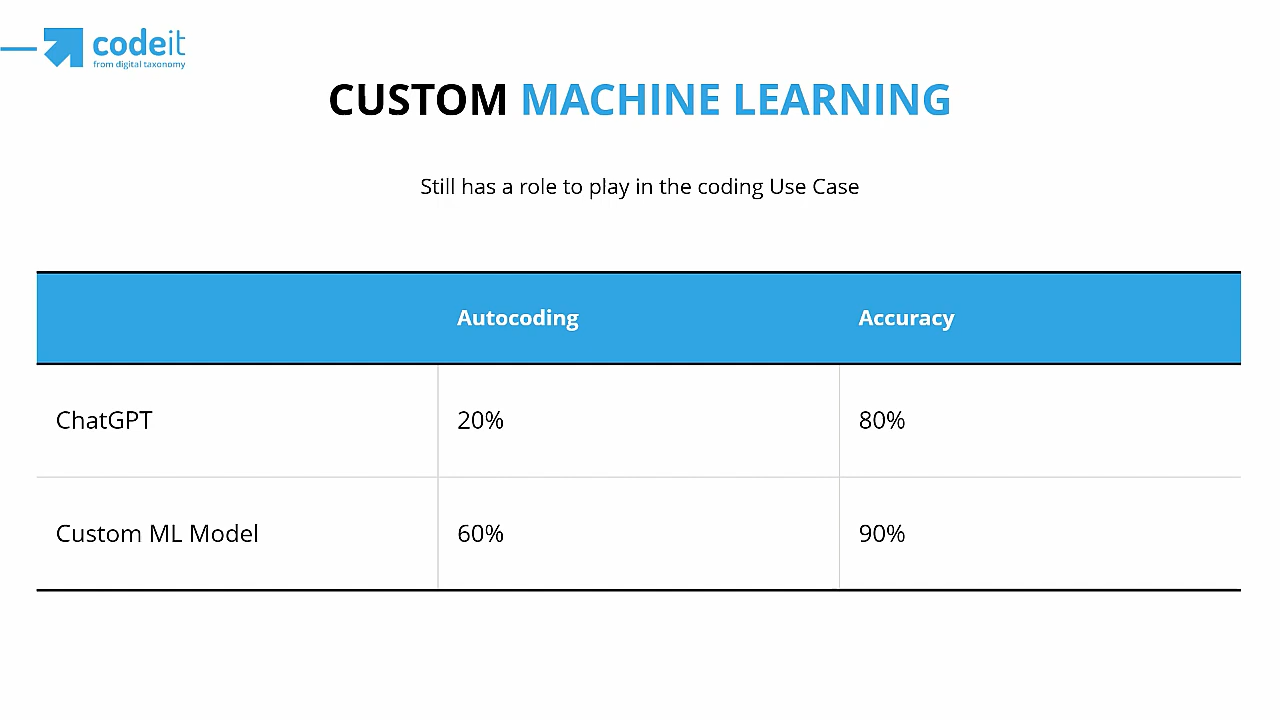 codeit
from digital taxonomy
CUSTOM MACHINE LEARNING
Still has a role to play in the coding Use Case
Autocoding Accuracy
ChatGPT 20% 80%
Custom ML Model 60% 90%